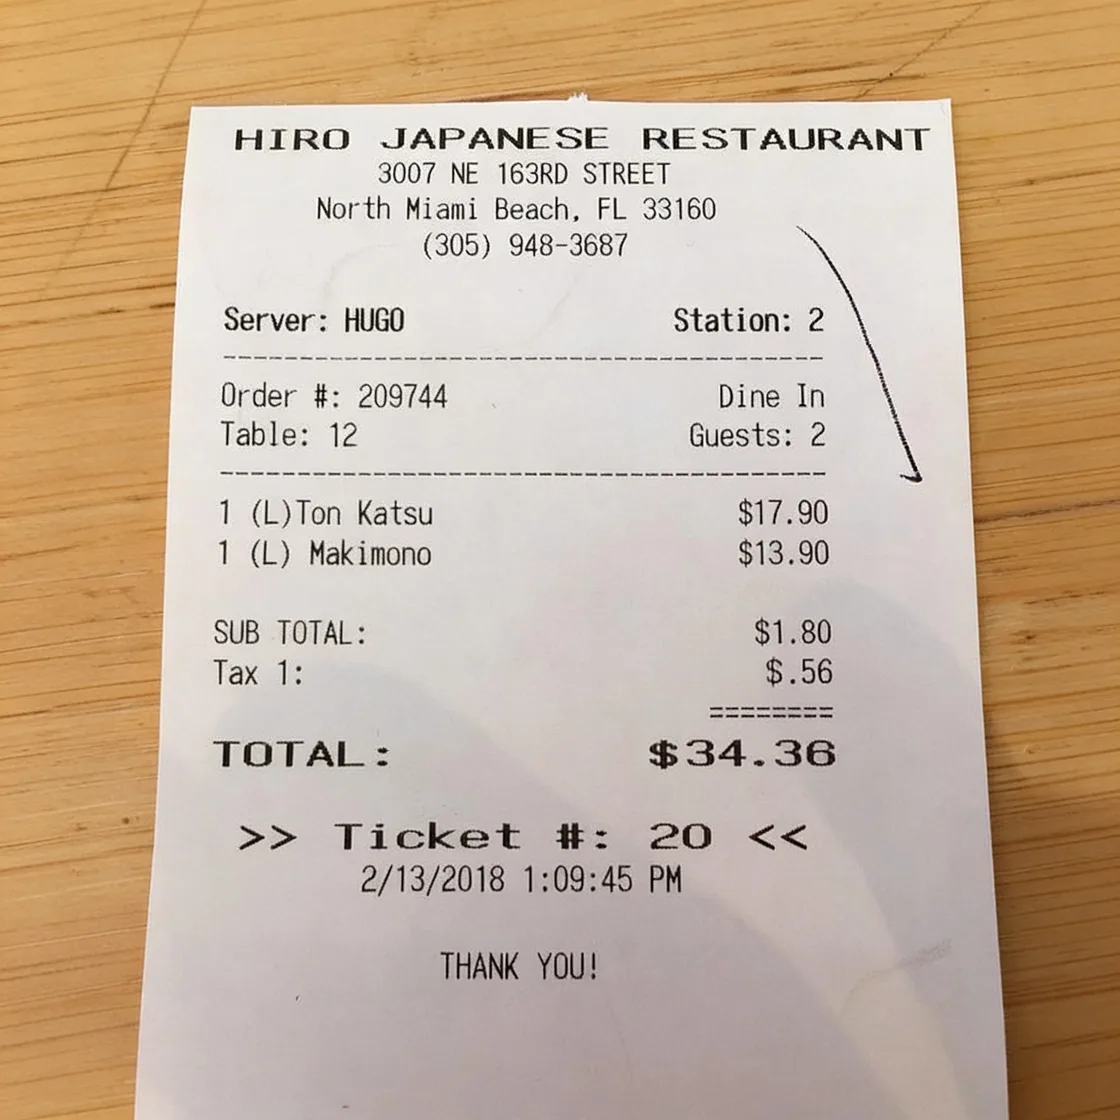 HIRO JAPANESE RESTAURANT
3007 NE 163RD STREET
North Miami Beach, FL 33160
(305) 948-3687
Server: HUGO Station: 2
Order #: 209744 Dine In
Table: 12 Guests: 2
1 (L)Ton Katsu $17.90
1 (L) Makimono $13.90
SUB TOTAL: $1.80
Tax 1: $.56
========
TOTAL: $34.36
>> Ticket #: 20 <<
2/13/2018 1:09:45 PM
THANK YOU!